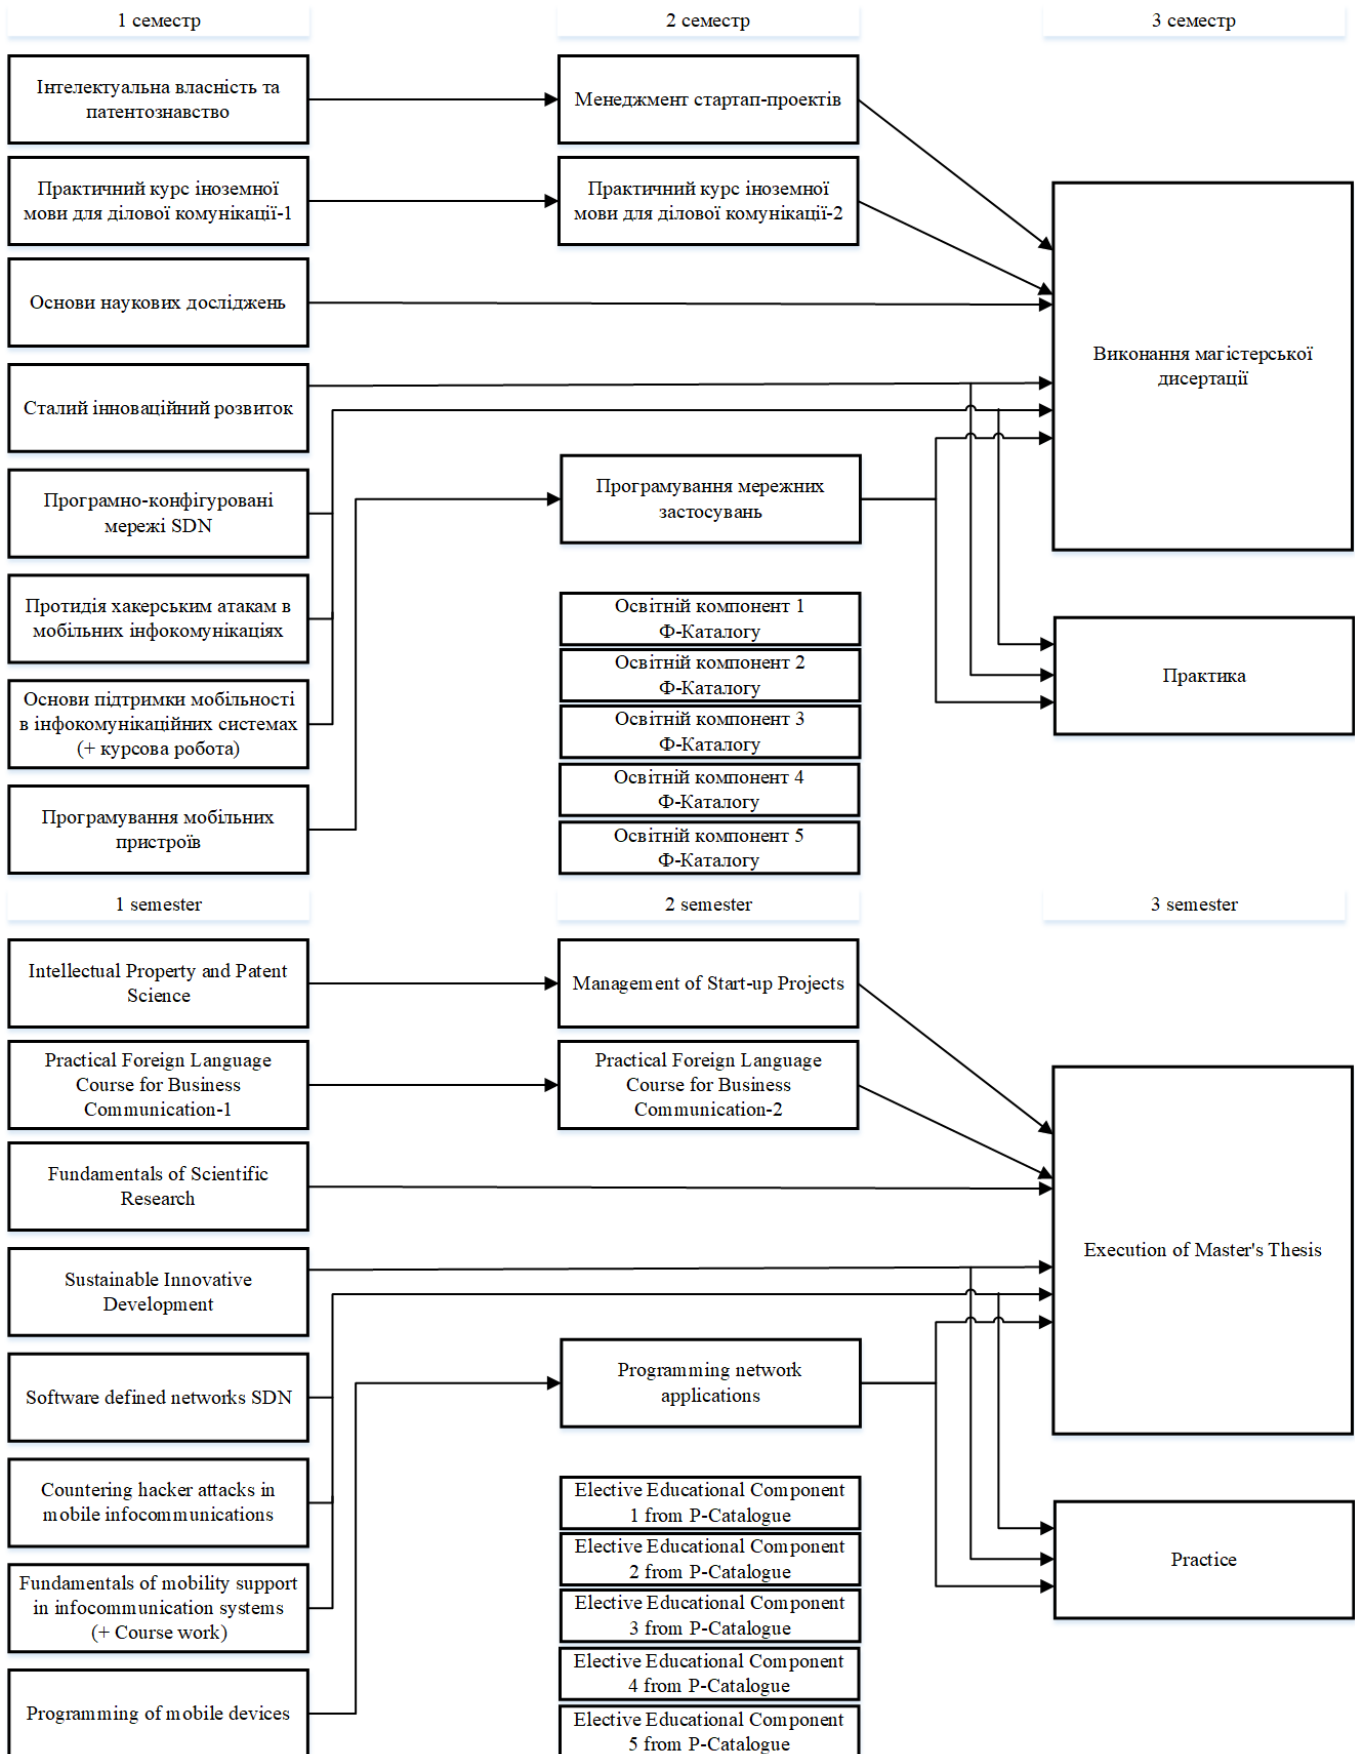 1 семестр
2 семестр
3 семестр
Інтелектуальна власність та
патентознавство
Менеджмент стартап-проектів
Практичний курс іноземної
мови для ділової комунікації-1
Практичний курс іноземної
мови для ділової комунікації-2
Основи наукових досліджень
Виконання магістерської
дисертації
Сталий інноваційний розвиток
Програмно-конфігуровані
мережі SDN
Програмування мережних
застосувань
Протидія хакерським атакам в
мобільних інфокомунікаціях
Основи підтримки мобільності
в інфокомунікаційних системах
(+ курсова робота)
Програмування мобільних
пристроїв
Освітній компонент 1
Ф-Каталогу
Освітній компонент 2
Ф-Каталогу
Освітній компонент 3
Ф-Каталогу
Освітній компонент 4
Ф-Каталогу
Освітній компонент 5
Ф-Каталогу
Практика
1 semester
2 semester
3 semester
Intellectual Property and Patent
Science
Management of Start-up Projects
Practical Foreign Language
Course for Business
Communication-1
Practical Foreign Language
Course for Business
Communication-2
Fundamentals of Scientific
Research
Execution of Master's Thesis
Sustainable Innovative
Development
Software defined networks SDN
Programming network
applications
Countering hacker attacks in
mobile infocommunications
Fundamentals of mobility support
in infocommunication systems
(+ Course work)
Programming of mobile devices
Elective Educational Component
1 from P-Catalogue
Elective Educational Component
2 from P-Catalogue
Elective Educational Component
3 from P-Catalogue
Elective Educational Component
4 from P-Catalogue
Elective Educational Component
5 from P-Catalogue
Practice